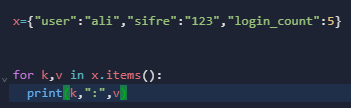 x={"user":"ali","sifre":"123","login_count":5}
for k,v in x.items():
print(k,":",v)